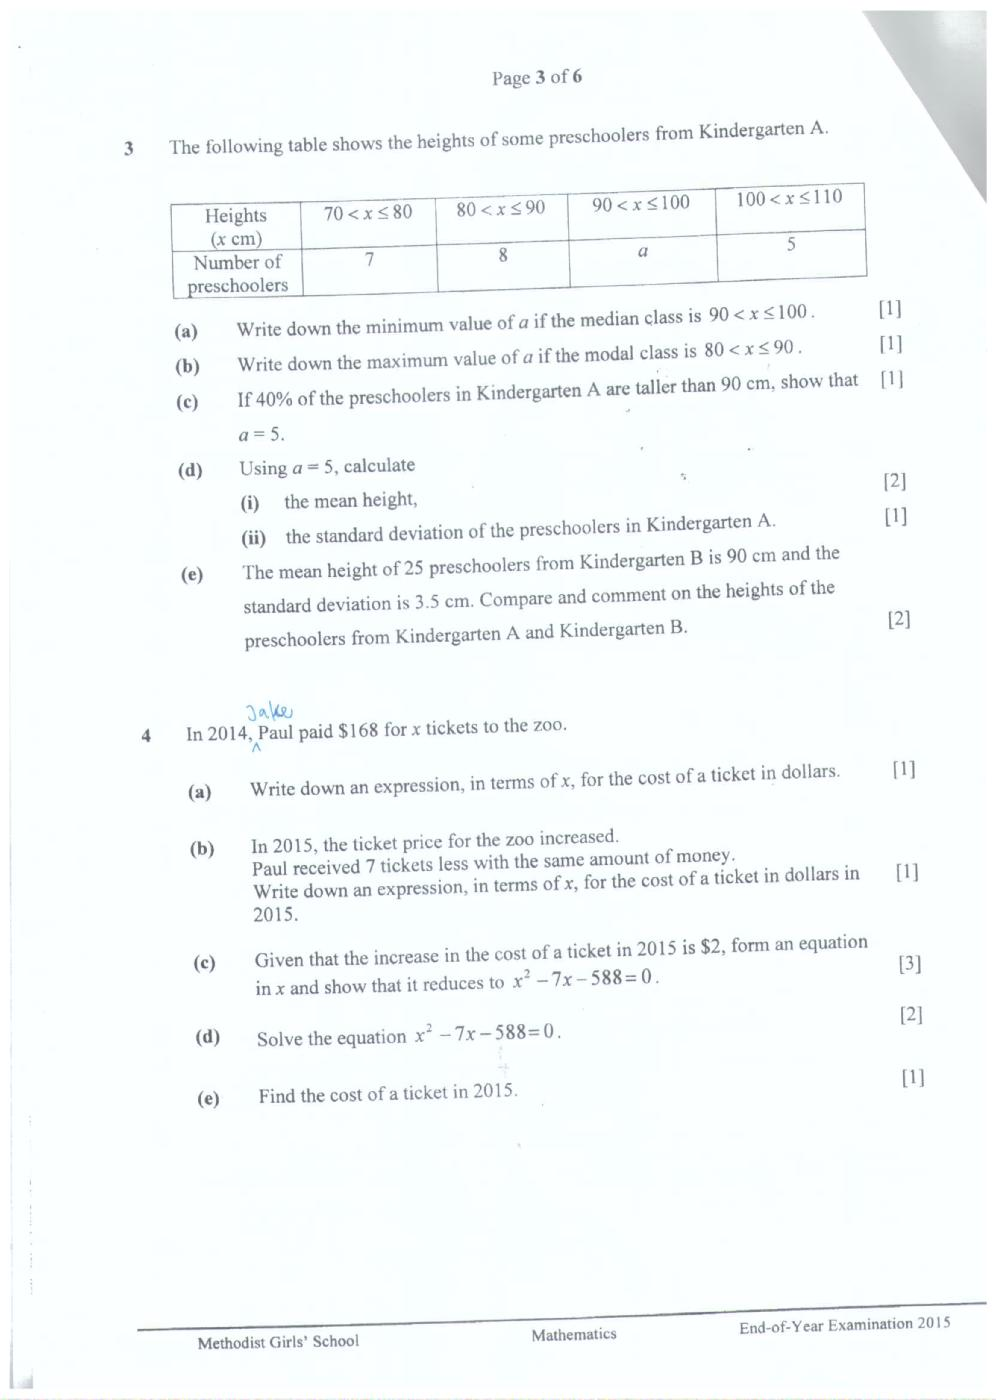 Page 3 of 6
3 The following table shows the heights of some preschoolers from Kindergarten A.
Heights (x cm) 70 < x ≤ 80 80 < x ≤ 90 90 < x ≤ 100 100 < x ≤ 110
Number of preschoolers 7 8 a 5
(a) Write down the minimum value of a if the median class is 90 < x ≤ 100. [1]
(b) Write down the maximum value of a if the modal class is 80 < x ≤ 90. [1]
(c) If 40% of the preschoolers in Kindergarten A are taller than 90 cm, show that [1]
a = 5.
(d) Using a = 5, calculate
(i) the mean height, [2]
(ii) the standard deviation of the preschoolers in Kindergarten A. [1]
(e) The mean height of 25 preschoolers from Kindergarten B is 90 cm and the
standard deviation is 3.5 cm. Compare and comment on the heights of the
preschoolers from Kindergarten A and Kindergarten B. [2]
Jake
4 In 2014, ^ Paul paid $168 for x tickets to the zoo.
(a) Write down an expression, in terms of x, for the cost of a ticket in dollars. [1]
(b) In 2015, the ticket price for the zoo increased.
Paul received 7 tickets less with the same amount of money.
Write down an expression, in terms of x, for the cost of a ticket in dollars in [1]
2015.
(c) Given that the increase in the cost of a ticket in 2015 is $2, form an equation
in x and show that it reduces to x² − 7x − 588 = 0. [3]
(d) Solve the equation x² − 7x − 588 = 0. [2]
(e) Find the cost of a ticket in 2015. [1]
Methodist Girls' School Mathematics End-of-Year Examination 2015